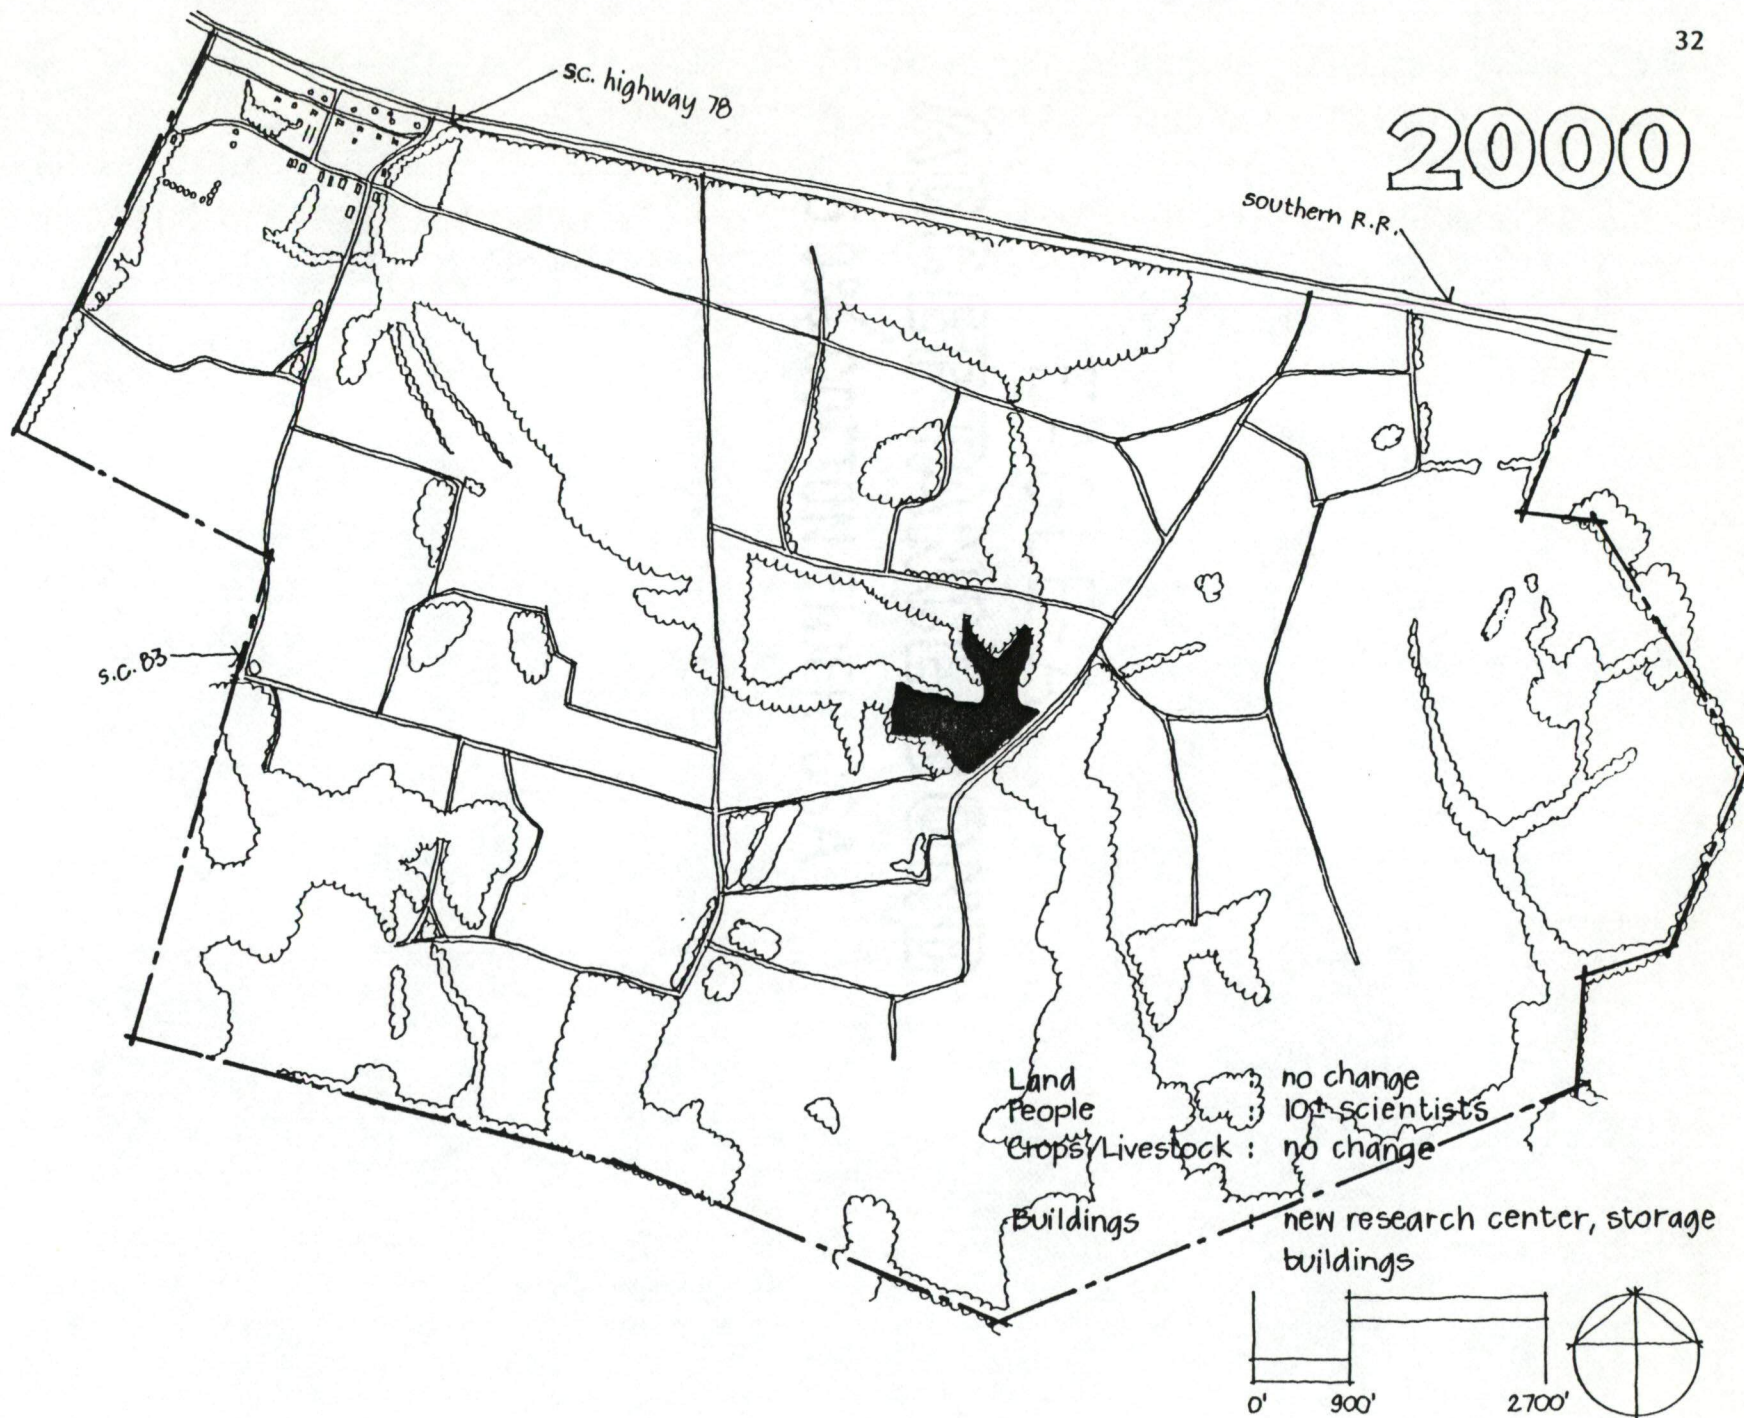 32
s.c. highway 78
2000
southern R.R.
s.c. 83
Land : no change
People : 10± scientists
Crops/Livestock : no change
Buildings : new research center, storage
buildings
0' 900' 2700'